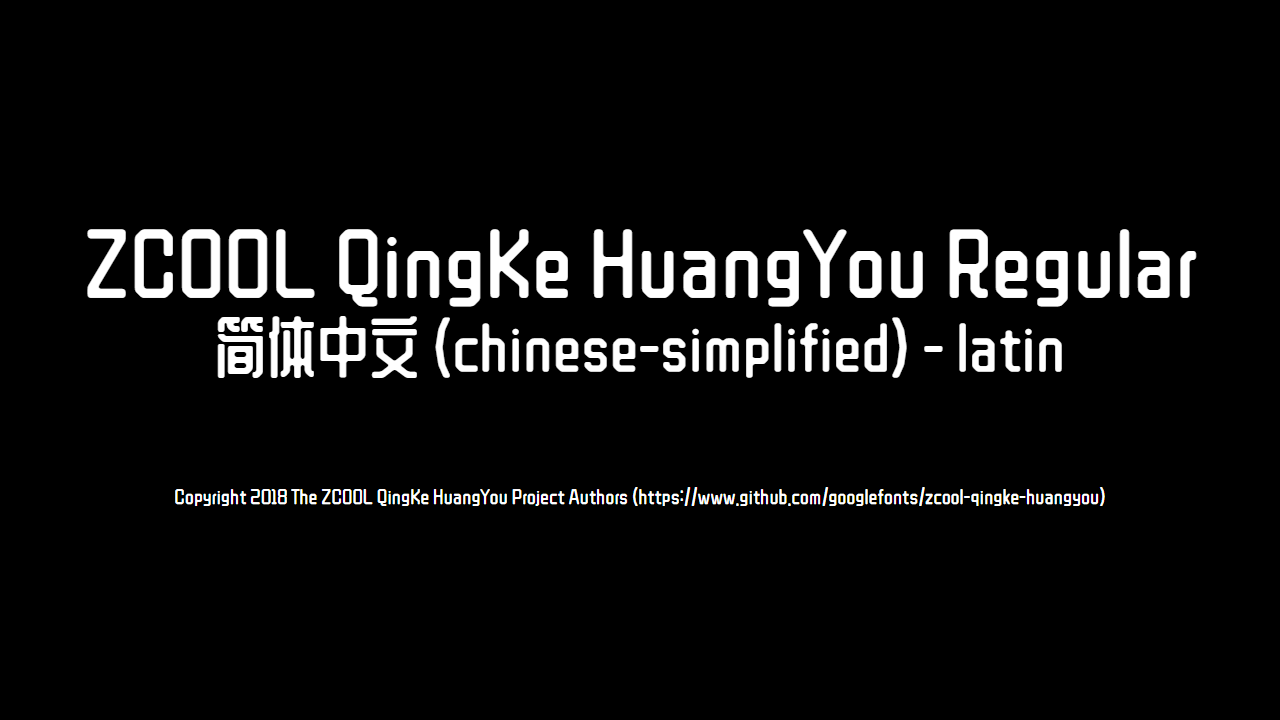 ZCOOL QingKe HuangYou Regular
简体中文 (chinese-simplified) - latin
Copyright 2018 The ZCOOL QingKe HuangYou Project Authors (https://www.github.com/googlefonts/zcool-qingke-huangyou)